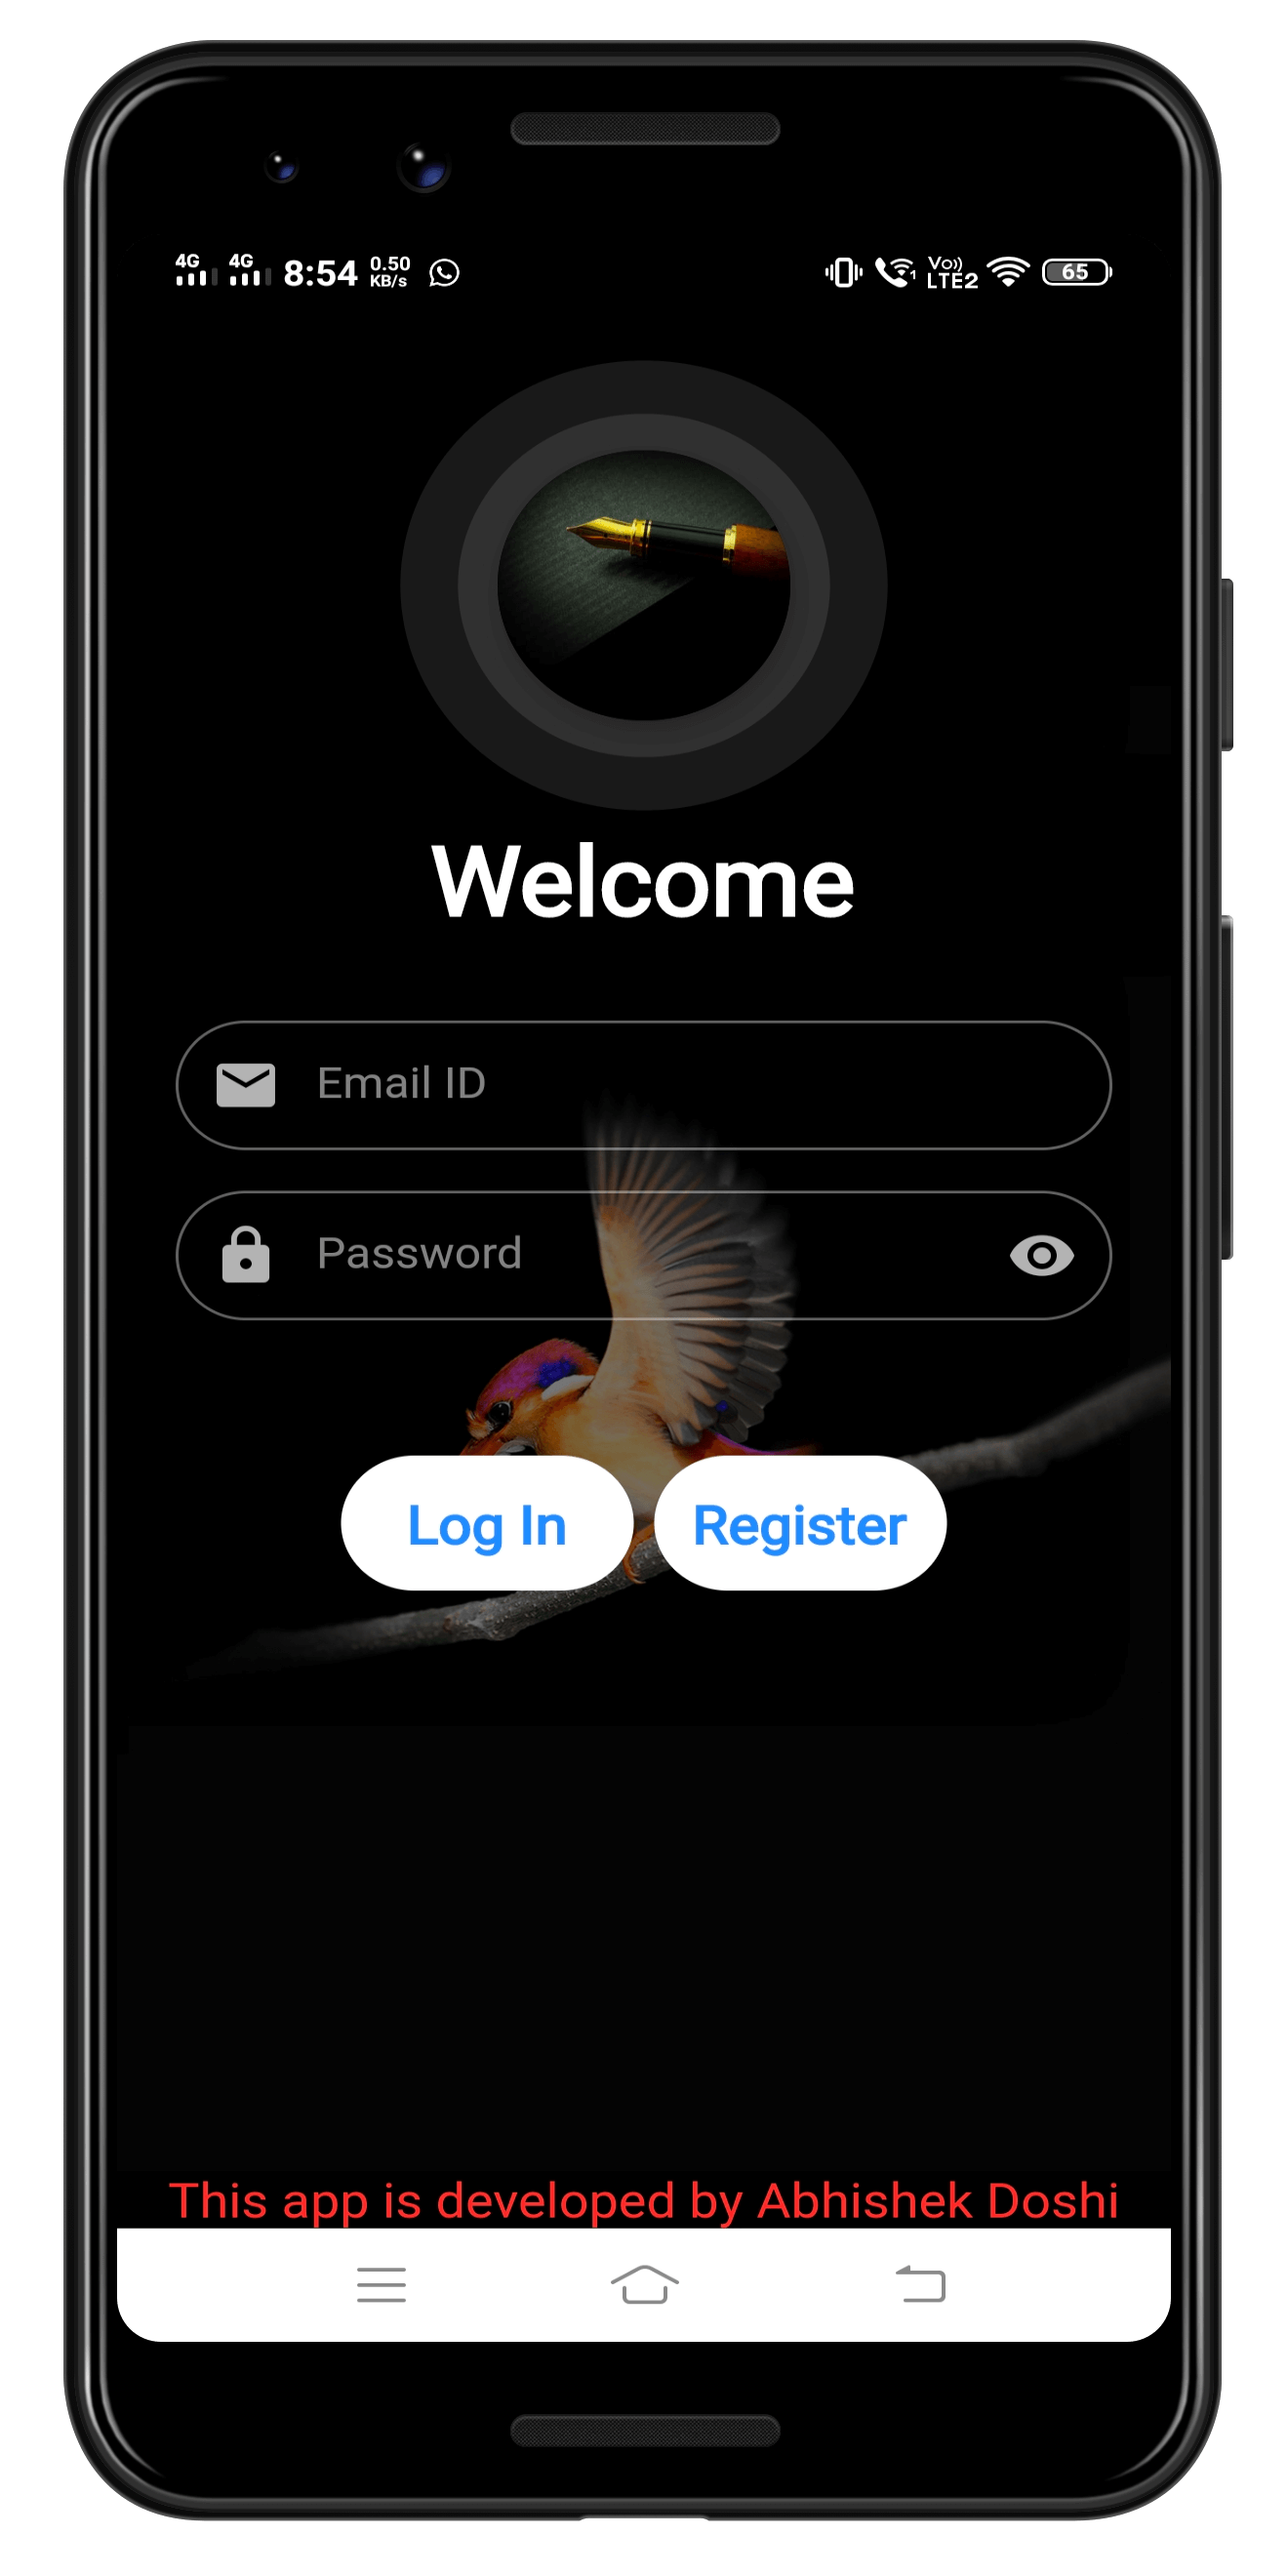 4G 4G 8:54 0.50 KB/s Vo)) LTE2 65
1
Welcome
Email ID
Password
Log In Register
This app is developed by Abhishek Doshi